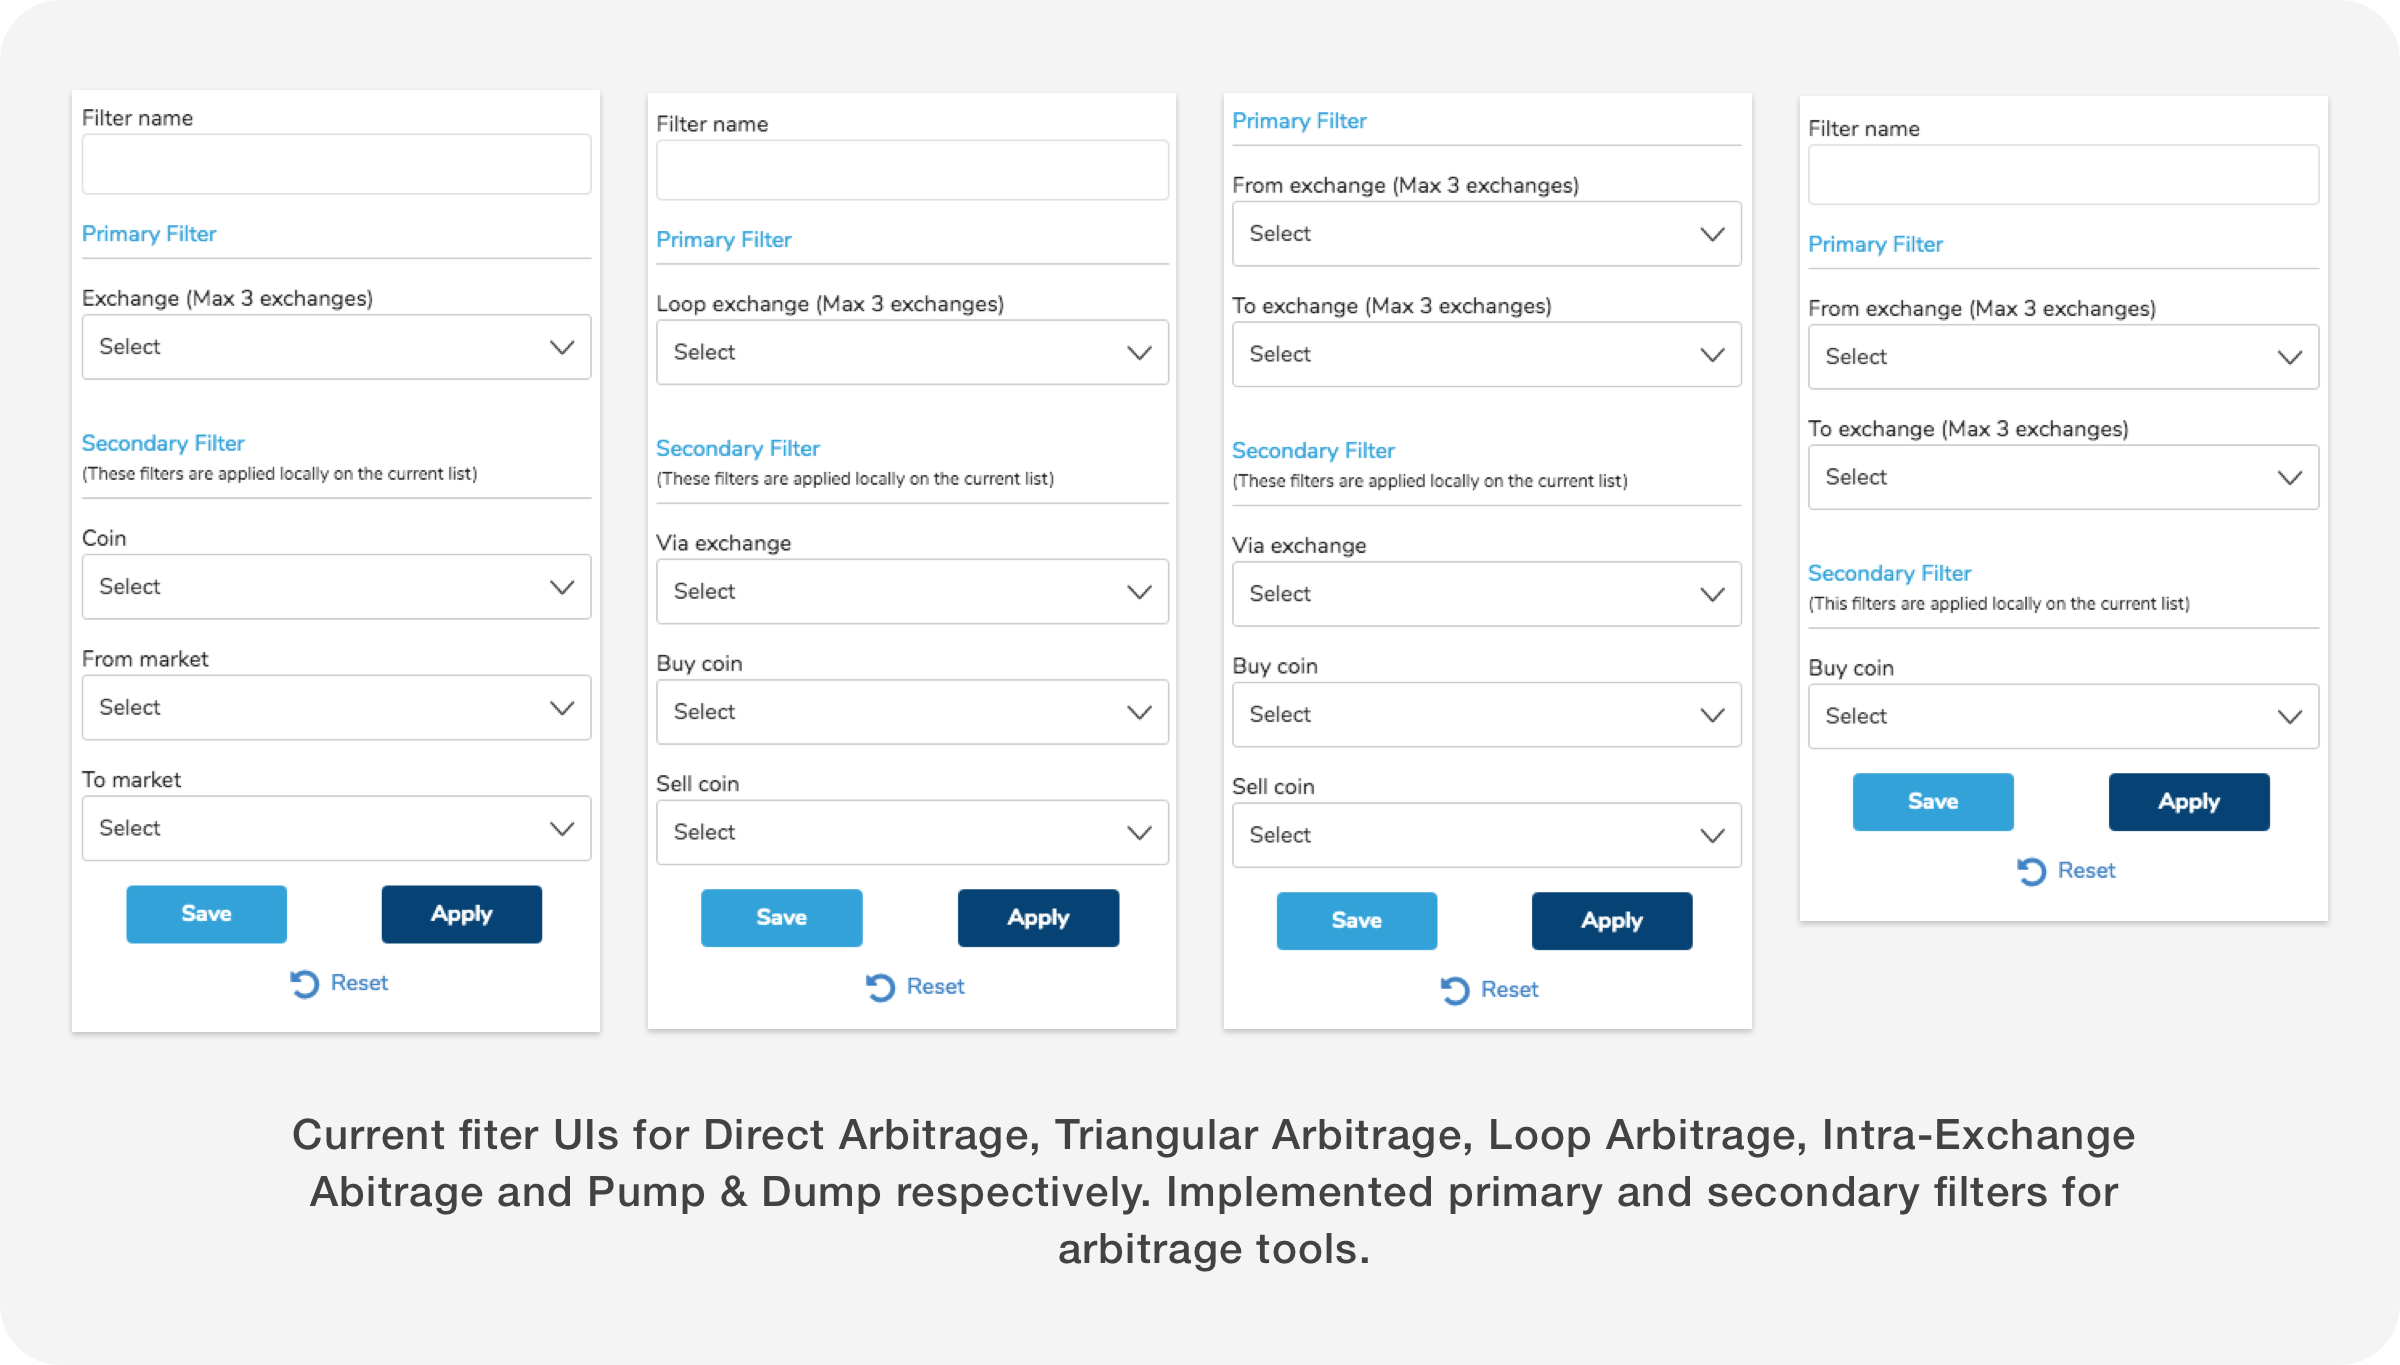 Filter name
Primary Filter
Exchange (Max 3 exchanges)
Select
Secondary Filter
(These filters are applied locally on the current list)
Coin
Select
From market
Select
To market
Select
Save
Apply
Reset
Filter name
Primary Filter
Loop exchange (Max 3 exchanges)
Select
Secondary Filter
(These filters are applied locally on the current list)
Via exchange
Select
Buy coin
Select
Sell coin
Select
Save
Apply
Reset
Primary Filter
From exchange (Max 3 exchanges)
Select
To exchange (Max 3 exchanges)
Select
Secondary Filter
(These filters are applied locally on the current list)
Via exchange
Select
Buy coin
Select
Sell coin
Select
Save
Apply
Reset
Filter name
Primary Filter
From exchange (Max 3 exchanges)
Select
To exchange (Max 3 exchanges)
Select
Secondary Filter
(This filters are applied locally on the current list)
Buy coin
Select
Save
Apply
Reset
Current fiter UIs for Direct Arbitrage, Triangular Arbitrage, Loop Arbitrage, Intra-Exchange
Abitrage and Pump & Dump respectively. Implemented primary and secondary filters for
arbitrage tools.